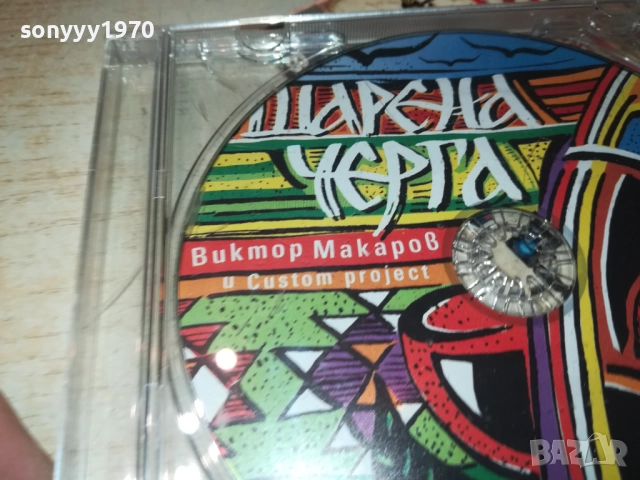 sonyyy1970
ШАРЕНА
ЧЕРГА
Виктор Макаров
и Custom project
BAZAR